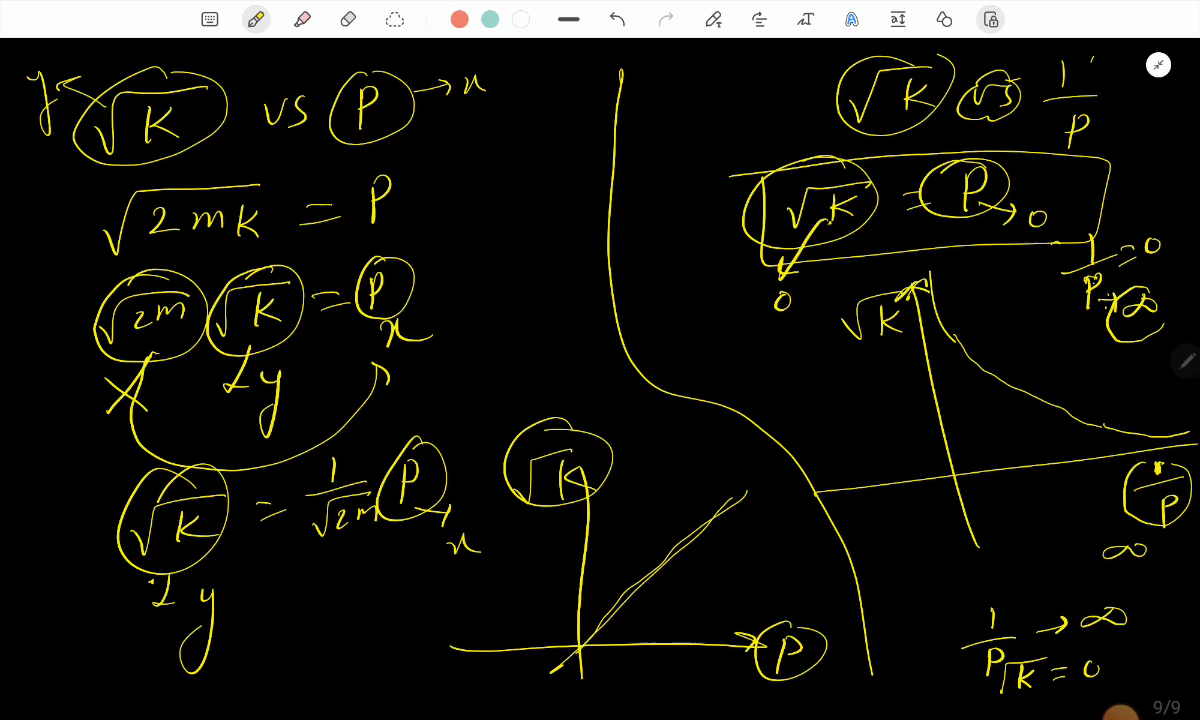 y √K vs P → x
√2mK = P
√2m √K = P
x
y
√K = 1/√2m P
x
y
√K
P
√K vs 1/P
√K = P → 0
0
1/P = 0
P → ∞
√K
1/P
∞
1/P → ∞
√K = 0
9/9